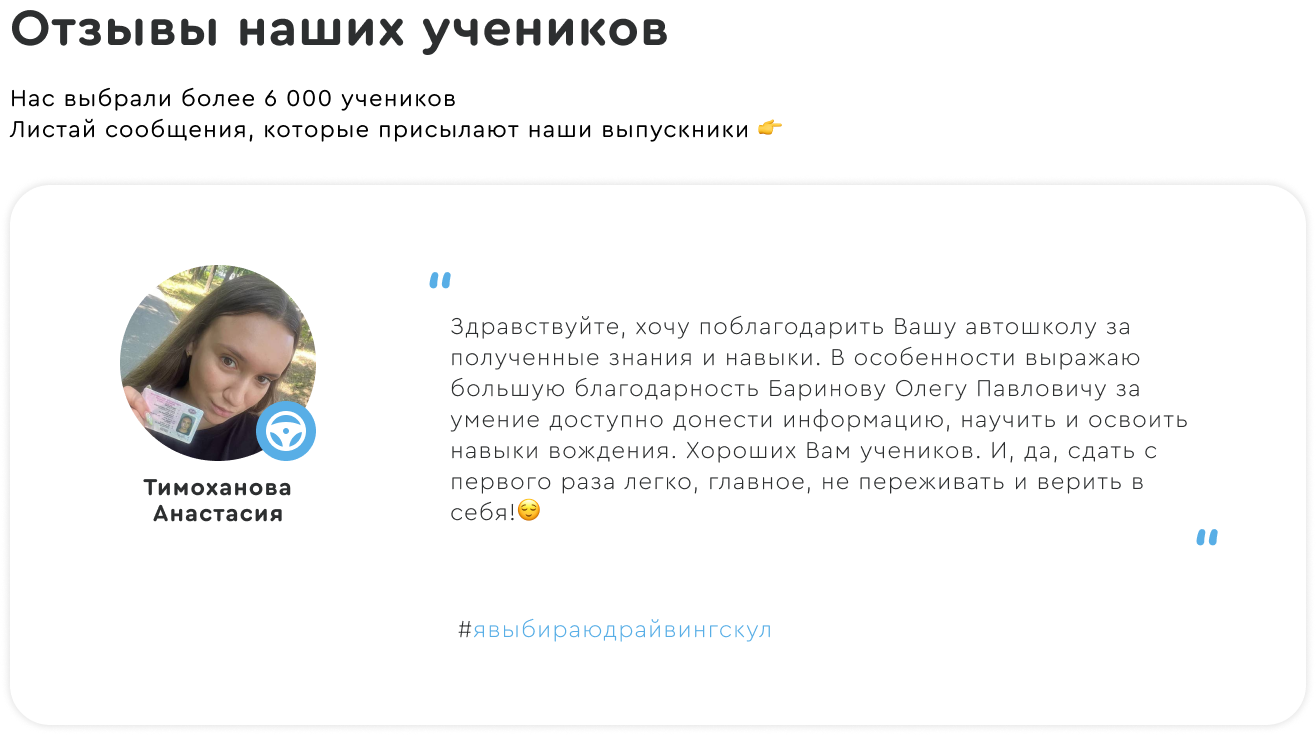 Отзывы наших учеников
Нас выбрали более 6 000 учеников
Листай сообщения, которые присылают наши выпускники 👉
"
Здравствуйте, хочу поблагодарить Вашу автошколу за
полученные знания и навыки. В особенности выражаю
большую благодарность Баринову Олегу Павловичу за
умение доступно донести информацию, научить и освоить
навыки вождения. Хороших Вам учеников. И, да, сдать с
первого раза легко, главное, не переживать и верить в
себя!😌
"
Тимоханова
Анастасия
#явыбираюдрайвингскул